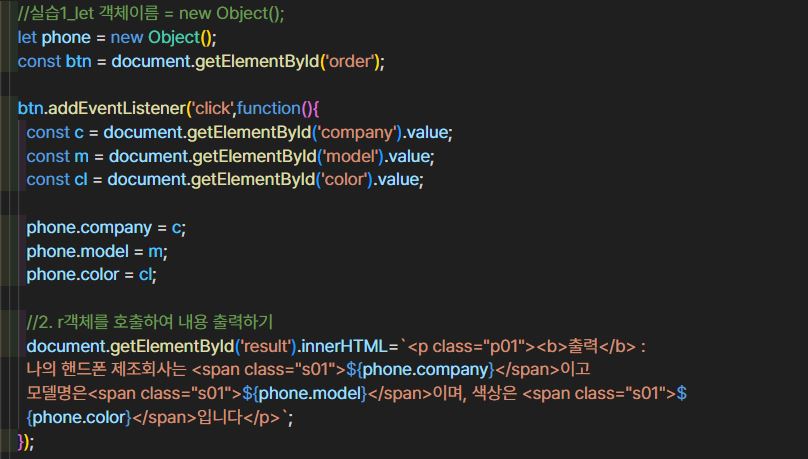 //실습1_let 객체이름 = new Object();
let phone = new Object();
const btn = document.getElementById('order');

btn.addEventListener('click',function(){
  const c = document.getElementById('company').value;
  const m = document.getElementById('model').value;
  const cl = document.getElementById('color').value;

  phone.company = c;
  phone.model = m;
  phone.color = cl;

  //2. r객체를 호출하여 내용 출력하기
  document.getElementById('result').innerHTML=`<p class="p01"><b>출력</b> :
  나의 핸드폰 제조회사는 <span class="s01">${phone.company}</span>이고
  모델명은<span class="s01">${phone.model}</span>이며, 색상은 <span class="s01">$
  {phone.color}</span>입니다</p>`;
});